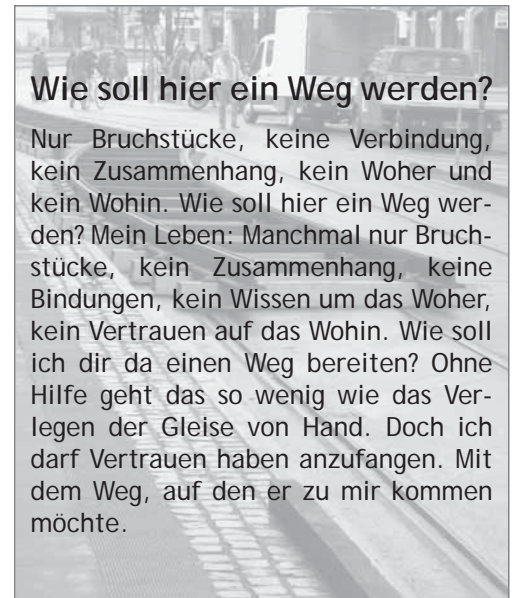 Wie soll hier ein Weg werden?
Nur Bruchstücke, keine Verbindung,
kein Zusammenhang, kein Woher und
kein Wohin. Wie soll hier ein Weg wer-
den? Mein Leben: Manchmal nur Bruch-
stücke, kein Zusammenhang, keine
Bindungen, kein Wissen um das Woher,
kein Vertrauen auf das Wohin. Wie soll
ich dir da einen Weg bereiten? Ohne
Hilfe geht das so wenig wie das Ver-
legen der Gleise von Hand. Doch ich
darf Vertrauen haben anzufangen. Mit
dem Weg, auf den er zu mir kommen
möchte.